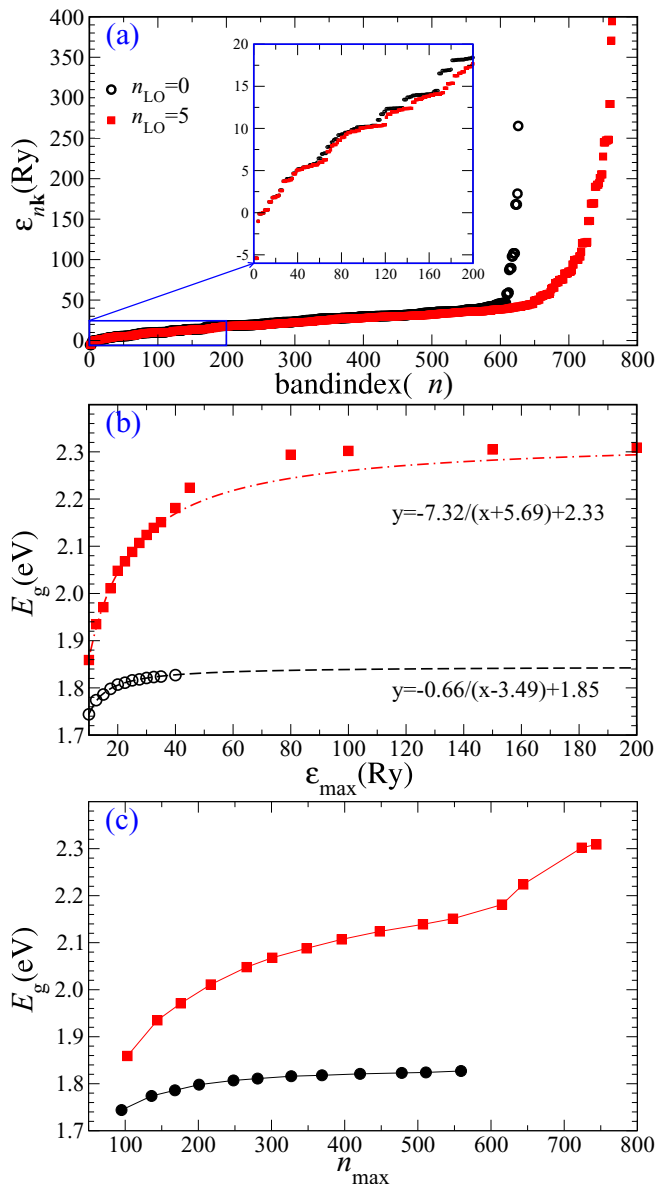 (a)
n_LO=0
n_LO=5
ε_nk(Ry)
400
350
300
250
200
150
100
50
0
20
15
10
5
0
-5
0 40 80 120 160 200
0 100 200 300 400 500 600 700 800
bandindex( n)
(b)
E_g(eV)
2.3
2.2
2.1
2.0
1.9
1.8
1.7
y=-7.32/(x+5.69)+2.33
y=-0.66/(x-3.49)+1.85
20 40 60 80 100 120 140 160 180 200
ε_max(Ry)
(c)
E_g(eV)
2.3
2.2
2.1
2.0
1.9
1.8
1.7
100 200 300 400 500 600 700 800
n_max